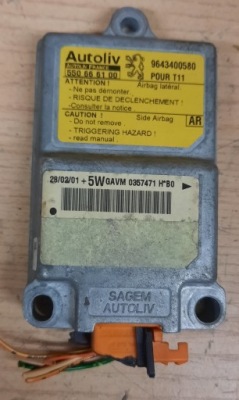 Autoliv
AUTOLIV FRANCE
550 66 61 00
9643400580
POUR T11
ATTENTION !
Airbag latéral
- Ne pas démonter
- RISQUE DE DECLENCHEMENT !
-Consulter la notice
CAUTION !
Side Airbag
AR
- Do not remove
- TRIGGERING HAZARD !
- read manual
28/02/01 + 5W GAVM 0357471 H*B0
SAGEM
AUTOLIV